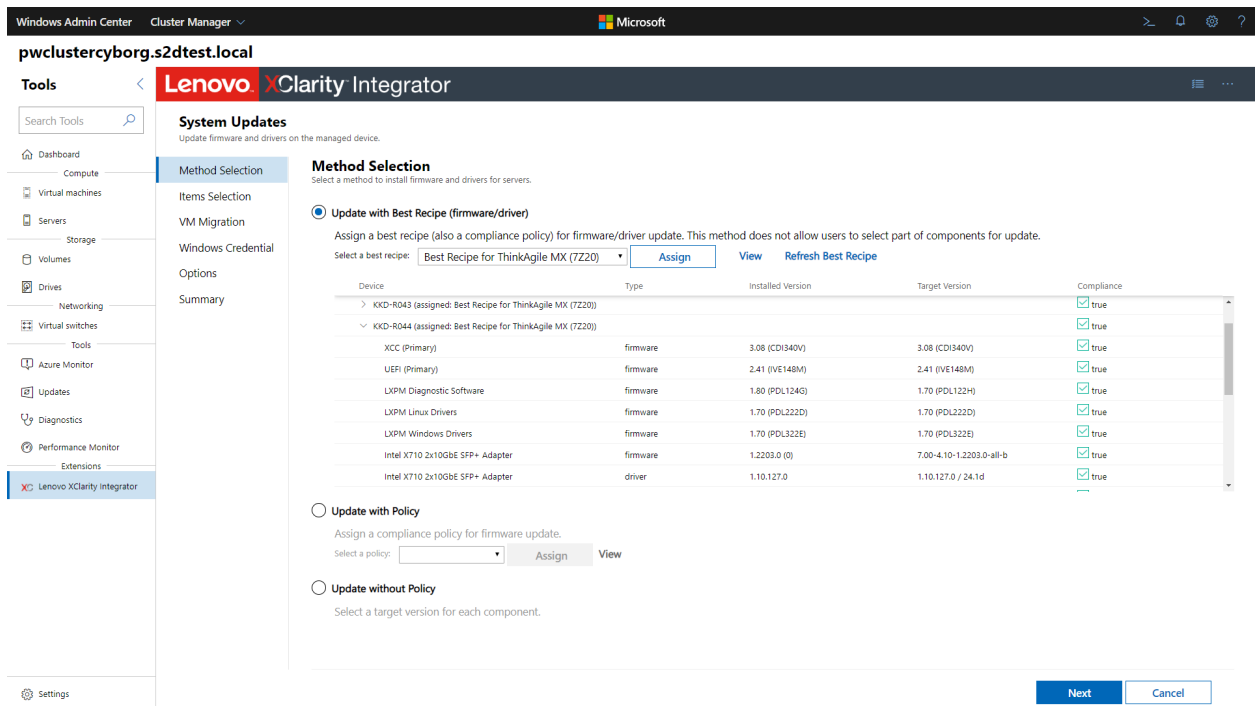 Windows Admin Center Cluster Manager
Microsoft
pwclustercyborg.s2dtest.local
Tools
Search Tools
Dashboard
Compute
Virtual machines
Servers
Storage
Volumes
Drives
Networking
Virtual switches
Tools
Azure Monitor
Updates
Diagnostics
Performance Monitor
Extensions
XC Lenovo XClarity Integrator
Settings
Lenovo. XClarity Integrator
System Updates
Update firmware and drivers on the managed device.
Method Selection
Items Selection
VM Migration
Windows Credential
Options
Summary
Method Selection
Select a method to install firmware and drivers for servers.
Update with Best Recipe (firmware/driver)
Assign a best recipe (also a compliance policy) for firmware/driver update. This method does not allow users to select part of components for update.
Select a best recipe: Best Recipe for ThinkAgile MX (7Z20) Assign View Refresh Best Recipe
Device Type Installed Version Target Version Compliance
KKD-R043 (assigned: Best Recipe for ThinkAgile MX (7Z20)) true
KKD-R044 (assigned: Best Recipe for ThinkAgile MX (7Z20)) true
XCC (Primary) firmware 3.08 (CDI340V) 3.08 (CDI340V) true
UEFI (Primary) firmware 2.41 (IVE148M) 2.41 (IVE148M) true
LXPM Diagnostic Software firmware 1.80 (PDL124G) 1.70 (PDL122H) true
LXPM Linux Drivers firmware 1.70 (PDL222D) 1.70 (PDL222D) true
LXPM Windows Drivers firmware 1.70 (PDL322E) 1.70 (PDL322E) true
Intel X710 2x10GbE SFP+ Adapter firmware 1.2203.0 (0) 7.00-4.10-1.2203.0-all-b true
Intel X710 2x10GbE SFP+ Adapter driver 1.10.127.0 1.10.127.0 / 24.1d true
Update with Policy
Assign a compliance policy for firmware update.
Select a policy: Assign View
Update without Policy
Select a target version for each component.
Next Cancel